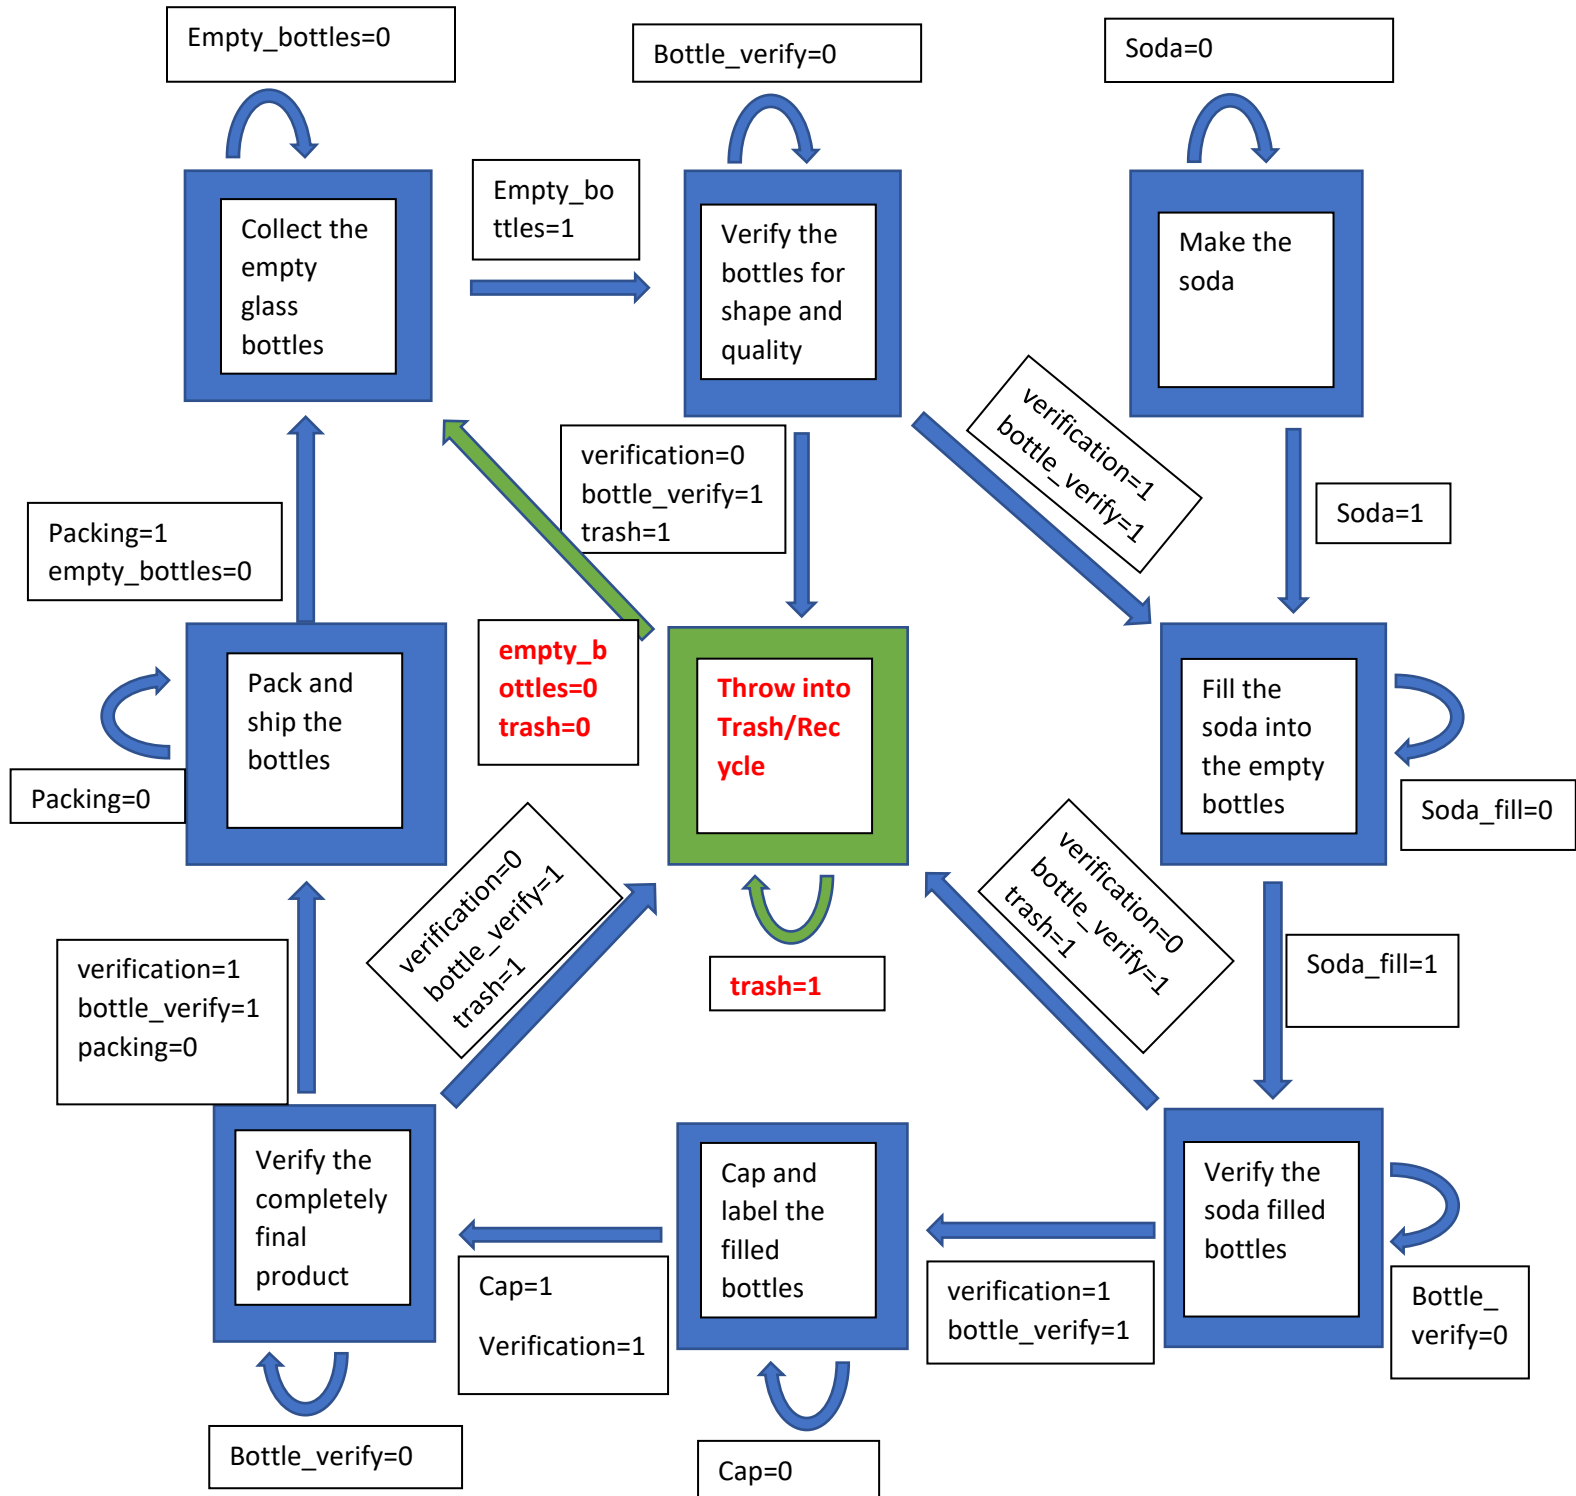 Empty_bottles=0
Bottle_verify=0
Soda=0
Collect the
empty
glass
bottles
Empty_bo
ttles=1
Verify the
bottles for
shape and
quality
Make the
soda
verification=0
bottle_verify=1
trash=1
verification=1
bottle_verify=1
Soda=1
Packing=1
empty_bottles=0
Pack and
ship the
bottles
Packing=0
empty_b
ottles=0
trash=0
Throw into
Trash/Rec
ycle
Fill the
soda into
the empty
bottles
Soda_fill=0
verification=1
bottle_verify=1
packing=0
verification=0
bottle_verify=1
trash=1
trash=1
verification=0
bottle_verify=1
trash=1
Soda_fill=1
Verify the
completely
final
product
Cap=1
Verification=1
Cap and
label the
filled
bottles
verification=1
bottle_verify=1
Verify the
soda filled
bottles
Bottle_
verify=0
Bottle_verify=0
Cap=0